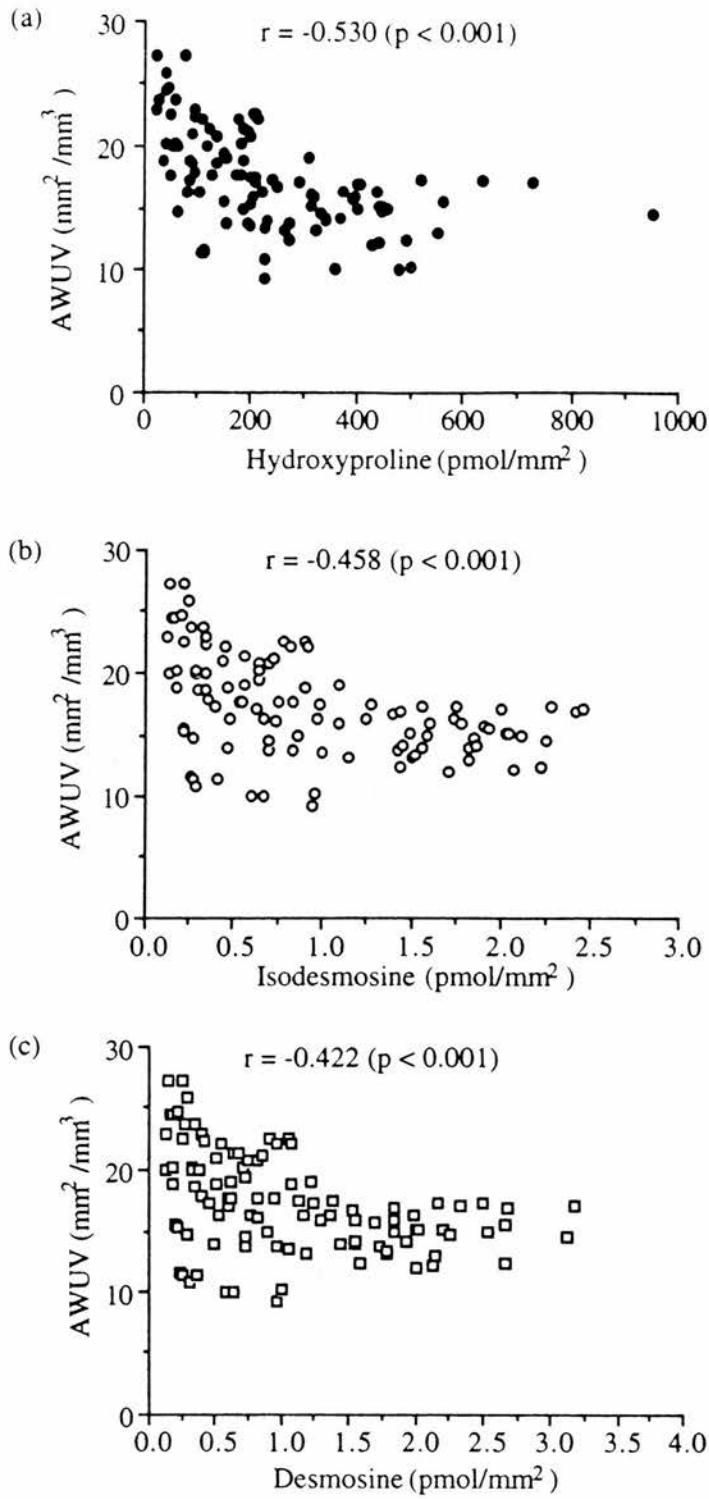 (a)
r = -0.530 (p < 0.001)
AWUV (mm²/mm³)
30
20
10
0
0 200 400 600 800 1000
Hydroxyproline (pmol/mm²)
(b)
r = -0.458 (p < 0.001)
AWUV (mm²/mm³)
30
20
10
0
0.0 0.5 1.0 1.5 2.0 2.5 3.0
Isodesmosine (pmol/mm²)
(c)
r = -0.422 (p < 0.001)
AWUV (mm²/mm³)
30
20
10
0
0.0 0.5 1.0 1.5 2.0 2.5 3.0 3.5 4.0
Desmosine (pmol/mm²)